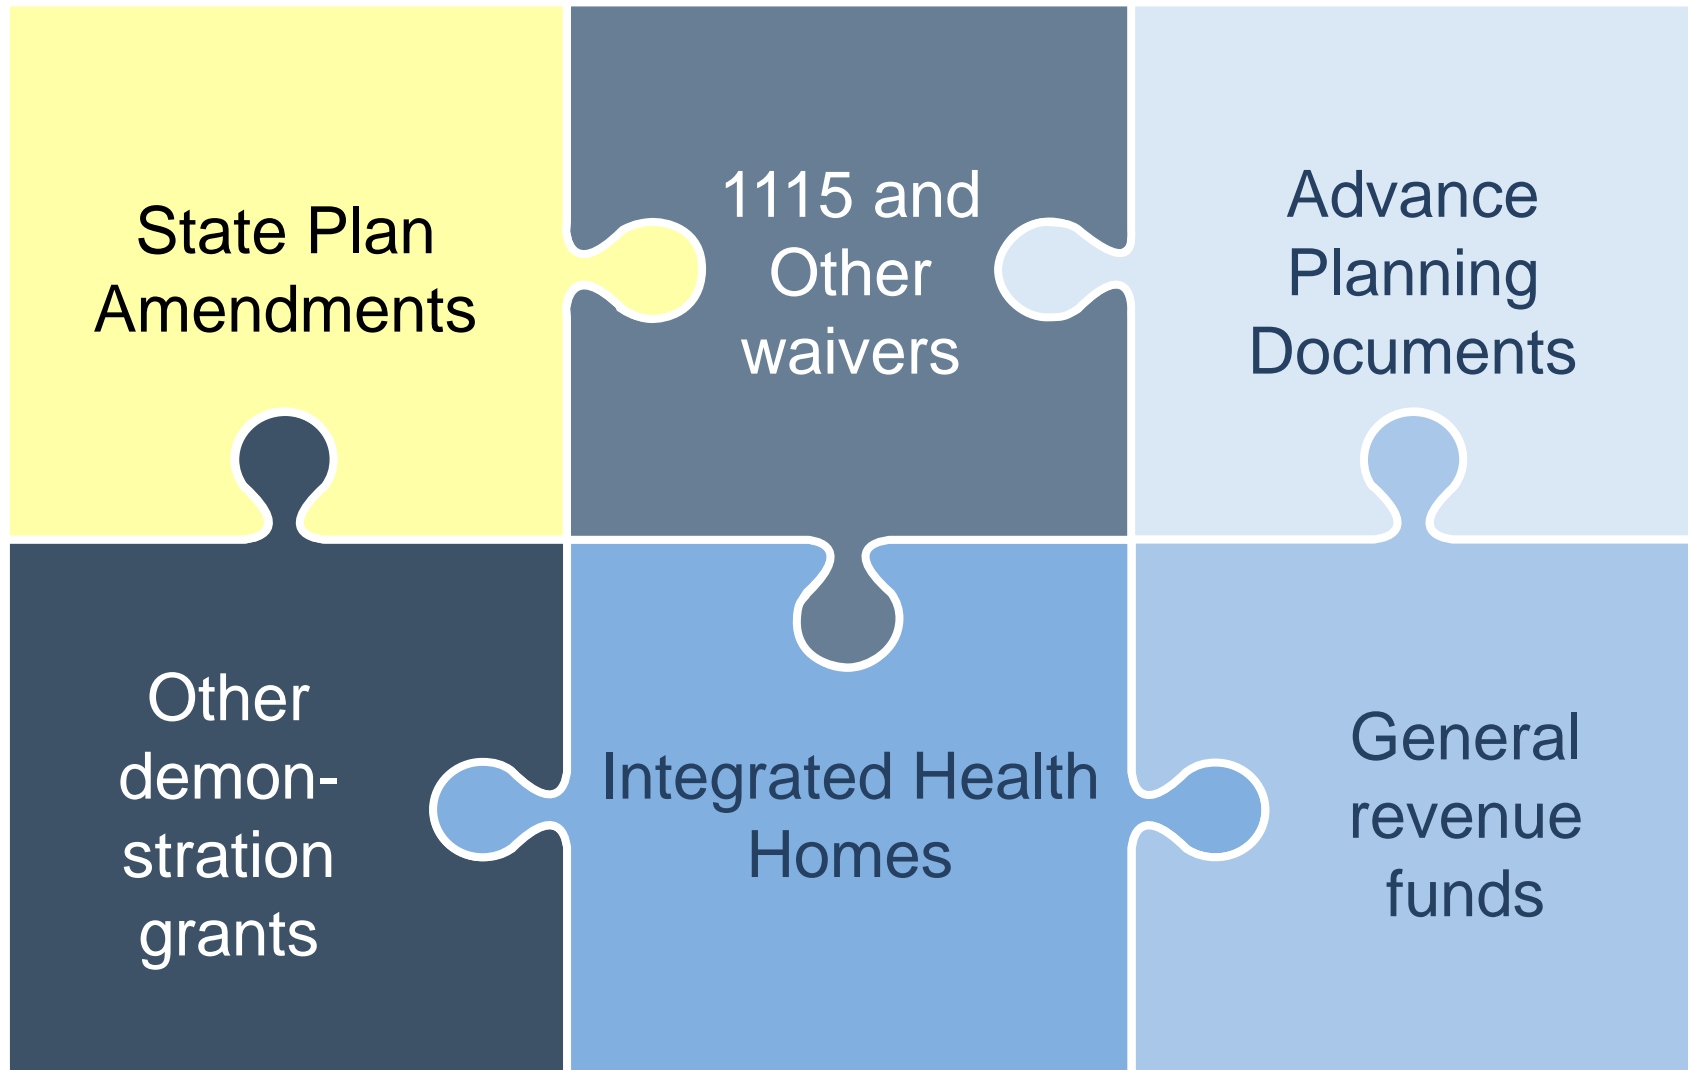 State Plan
Amendments
1115 and
Other
waivers
Advance
Planning
Documents
Other
demon-
stration
grants
Integrated Health
Homes
General
revenue
funds